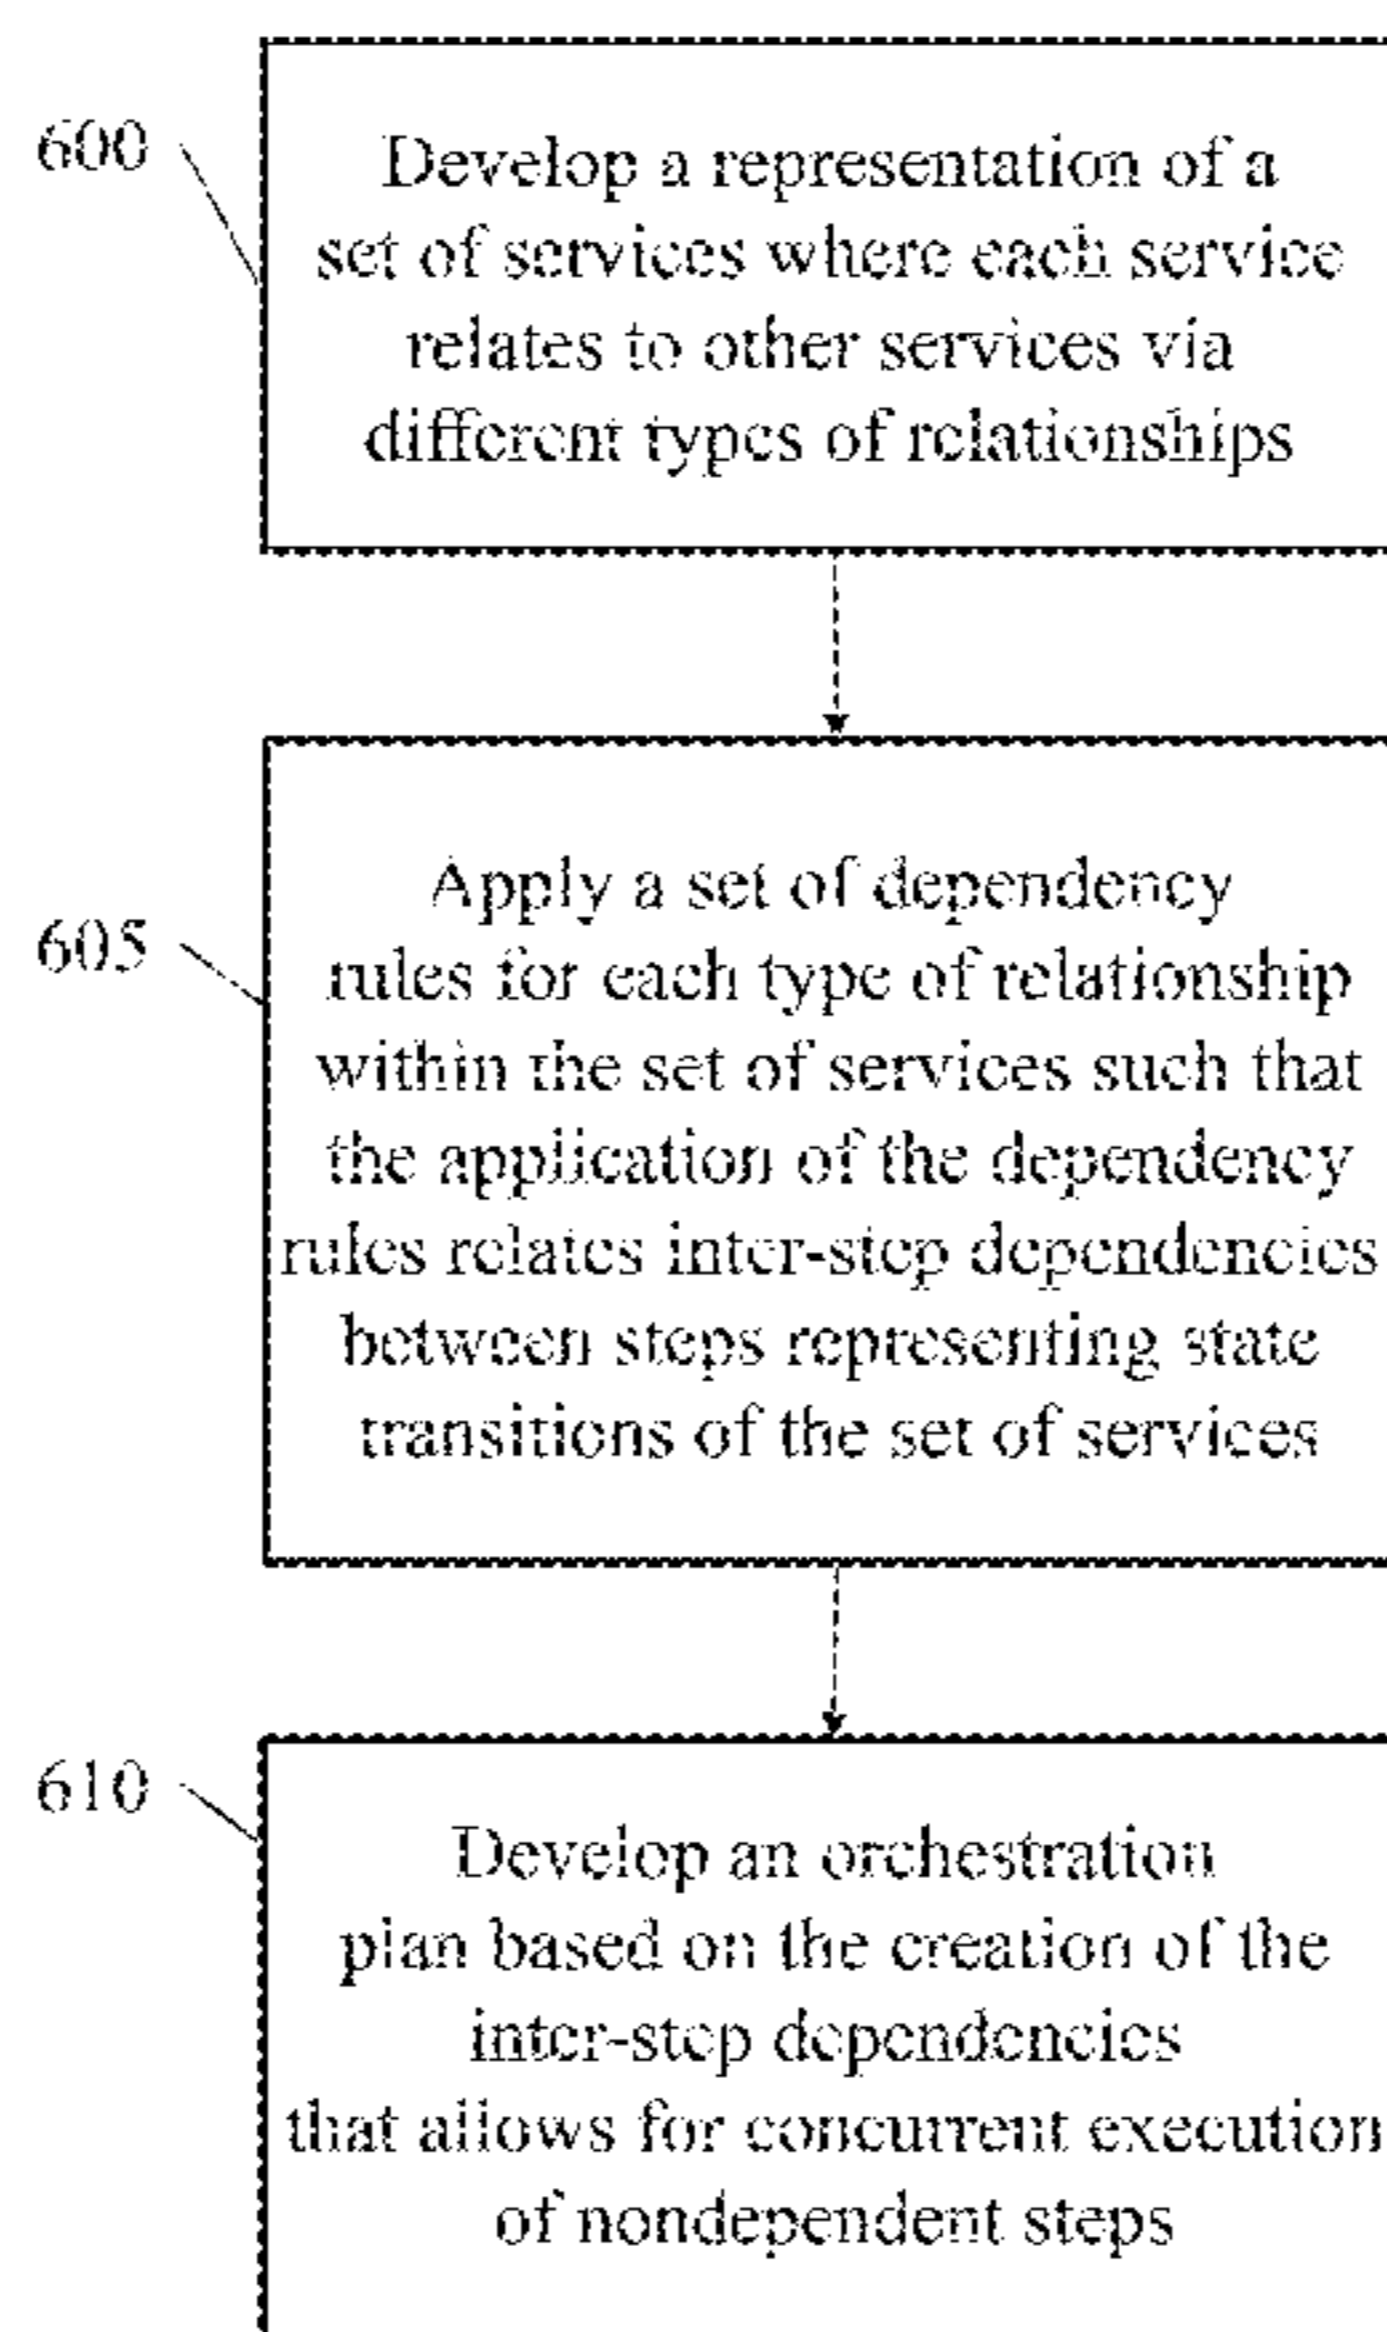 600
Develop a representation of a
set of services where each service
relates to other services via
different types of relationships
605
Apply a set of dependency
rules for each type of relationship
within the set of services such that
the application of the dependency
rules relates inter-step dependencies
between steps representing state
transitions of the set of services
610
Develop an orchestration
plan based on the creation of the
inter-step dependencies
that allows for concurrent execution
of nondependent steps